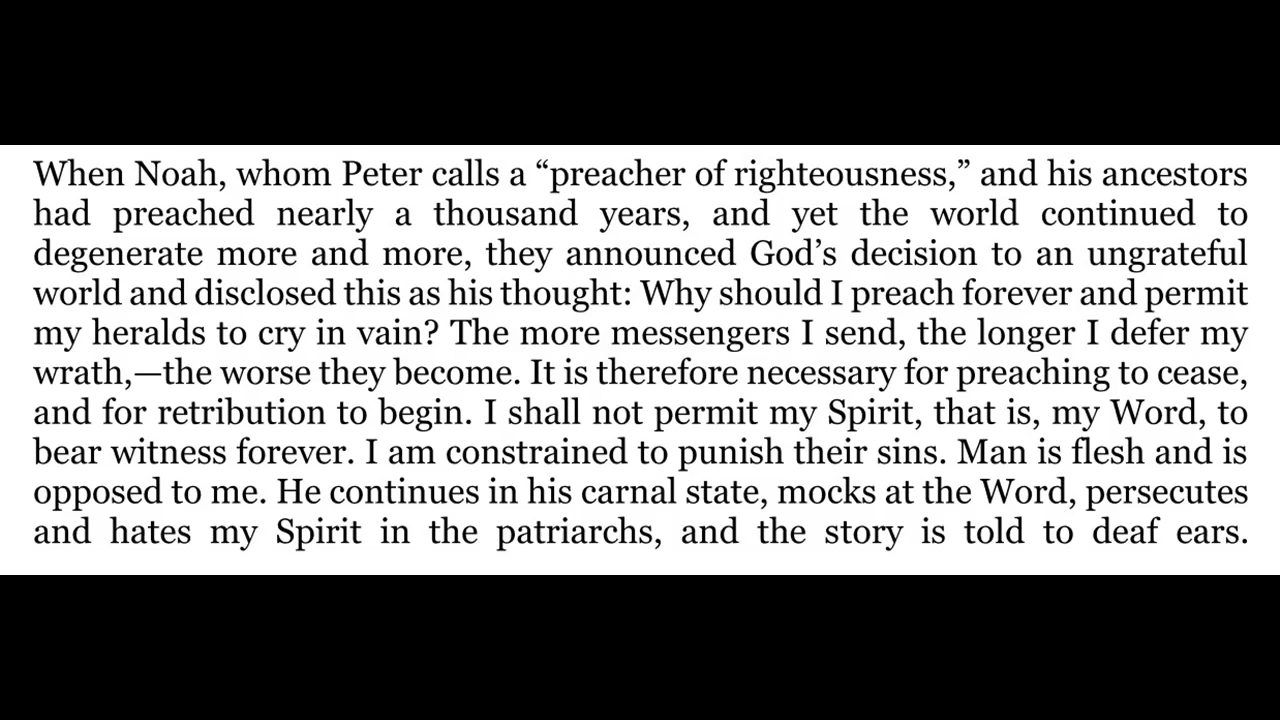 When Noah, whom Peter calls a “preacher of righteousness,” and his ancestors
had preached nearly a thousand years, and yet the world continued to
degenerate more and more, they announced God’s decision to an ungrateful
world and disclosed this as his thought: Why should I preach forever and permit
my heralds to cry in vain? The more messengers I send, the longer I defer my
wrath,—the worse they become. It is therefore necessary for preaching to cease,
and for retribution to begin. I shall not permit my Spirit, that is, my Word, to
bear witness forever. I am constrained to punish their sins. Man is flesh and is
opposed to me. He continues in his carnal state, mocks at the Word, persecutes
and hates my Spirit in the patriarchs, and the story is told to deaf ears.